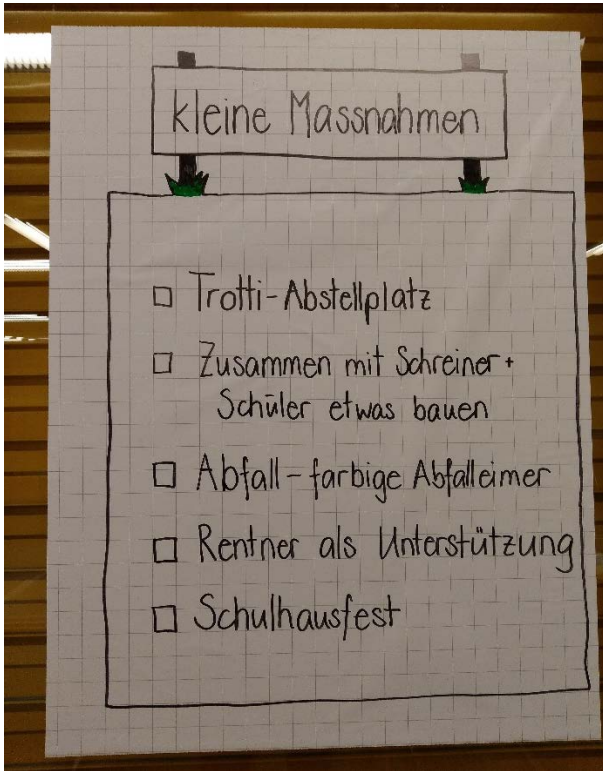 kleine Massnahmen
□ Trotti-Abstellplatz
□ Zusammen mit Schreiner+
Schüler etwas bauen
□ Abfall - farbige Abfalleimer
□ Rentner als Unterstützung
□ Schulhausfest